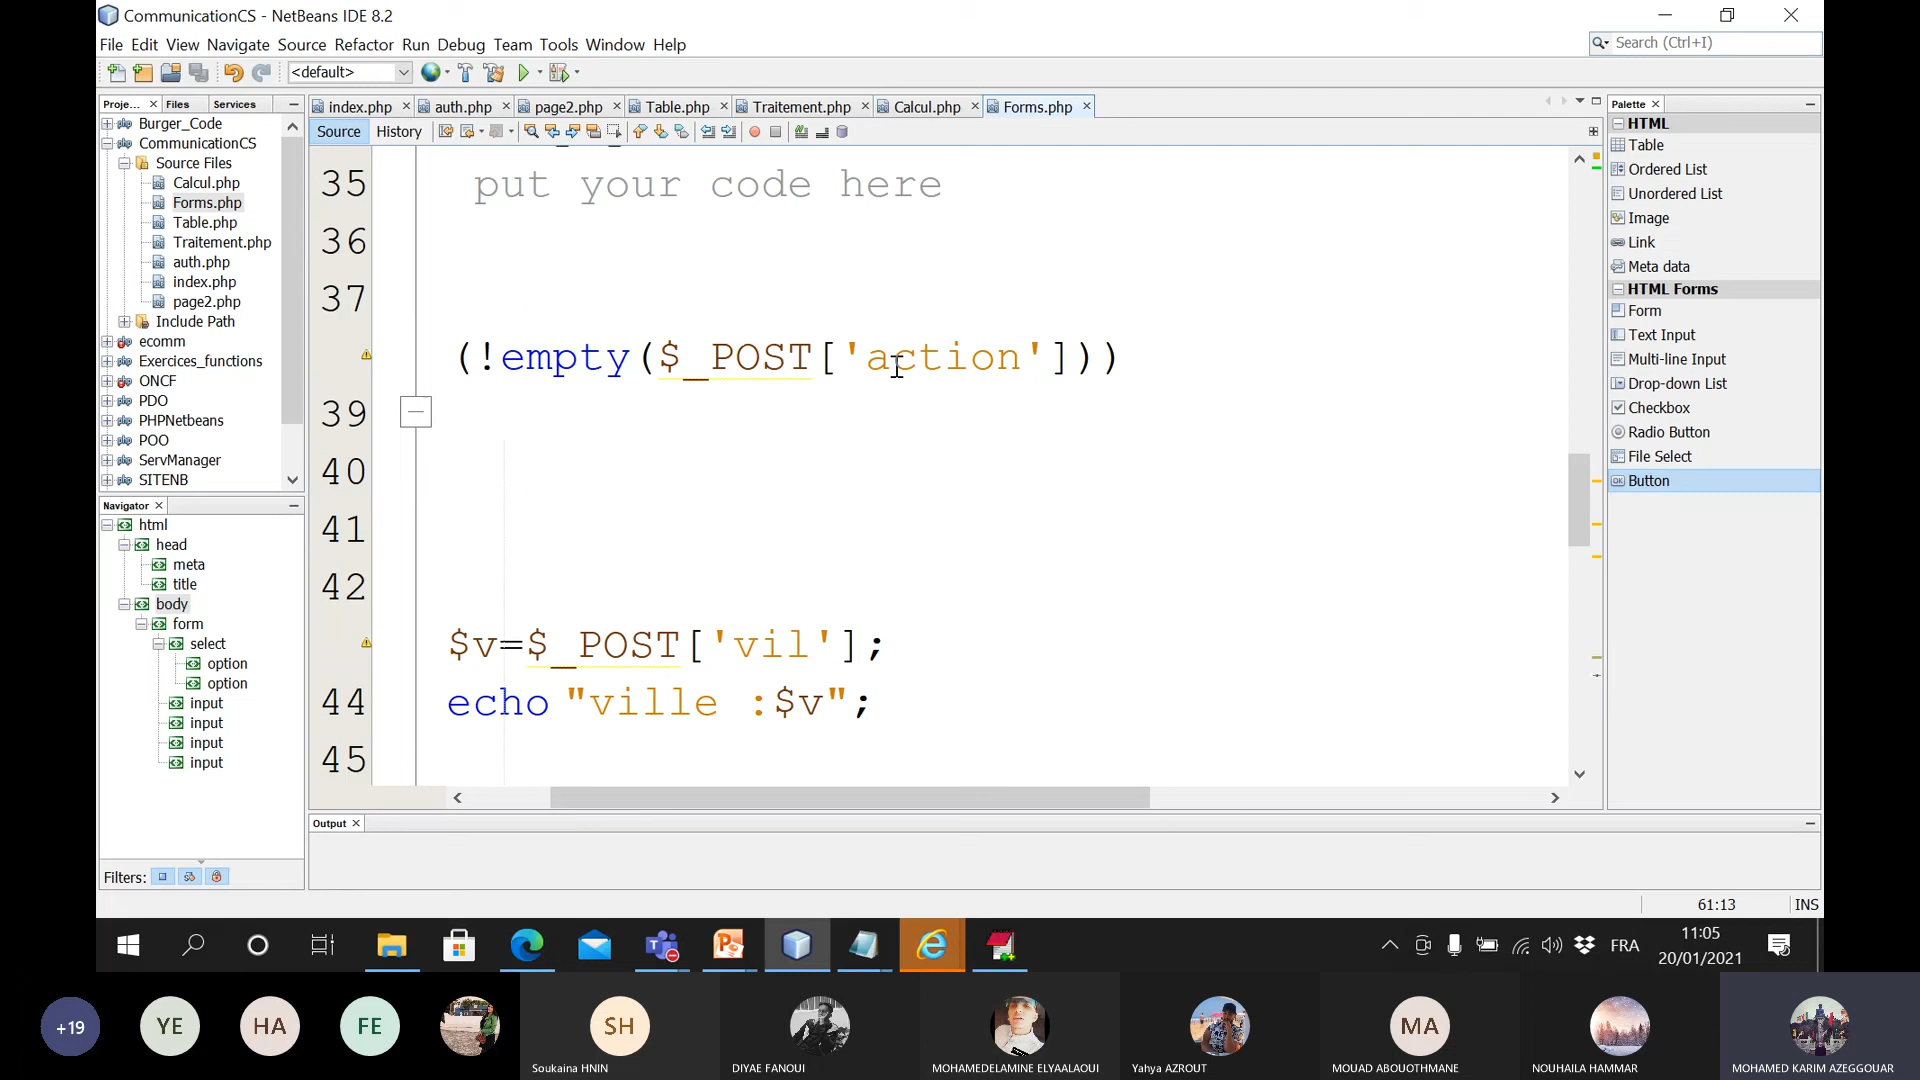 CommunicationCS - NetBeans IDE 8.2
File Edit View Navigate Source Refactor Run Debug Team Tools Window Help
Search (Ctrl+I)
<default>
Proje... Files Services
index.php auth.php page2.php Table.php Traitement.php Calcul.php Forms.php
Source History
Burger_Code
CommunicationCS
Source Files
Calcul.php
Forms.php
Table.php
Traitement.php
auth.php
index.php
page2.php
Include Path
ecomm
Exercices_functions
ONCF
PDO
PHPNetbeans
POO
ServManager
SITENB
Navigator
html
head
meta
title
body
form
select
option
option
input
input
input
input
Filters:
35 put your code here
36
37
(!empty($_POST['action']))
39
40
41
42
$v=$_POST['vil'];
44 echo "ville :$v";
45
Output
Palette
HTML
Table
Ordered List
Unordered List
Image
Link
Meta data
HTML Forms
Form
Text Input
Multi-line Input
Drop-down List
Checkbox
Radio Button
File Select
Button
61:13 INS
FRA
11:05
20/01/2021
+19
YE
HA
FE
SH
MA
Soukaina HNIN
DIYAE FANOUI
MOHAMEDELAMINE ELYAALAOUI
Yahya AZROUT
MOUAD ABOUOTHMANE
NOUHAILA HAMMAR
MOHAMED KARIM AZEGGOUAR